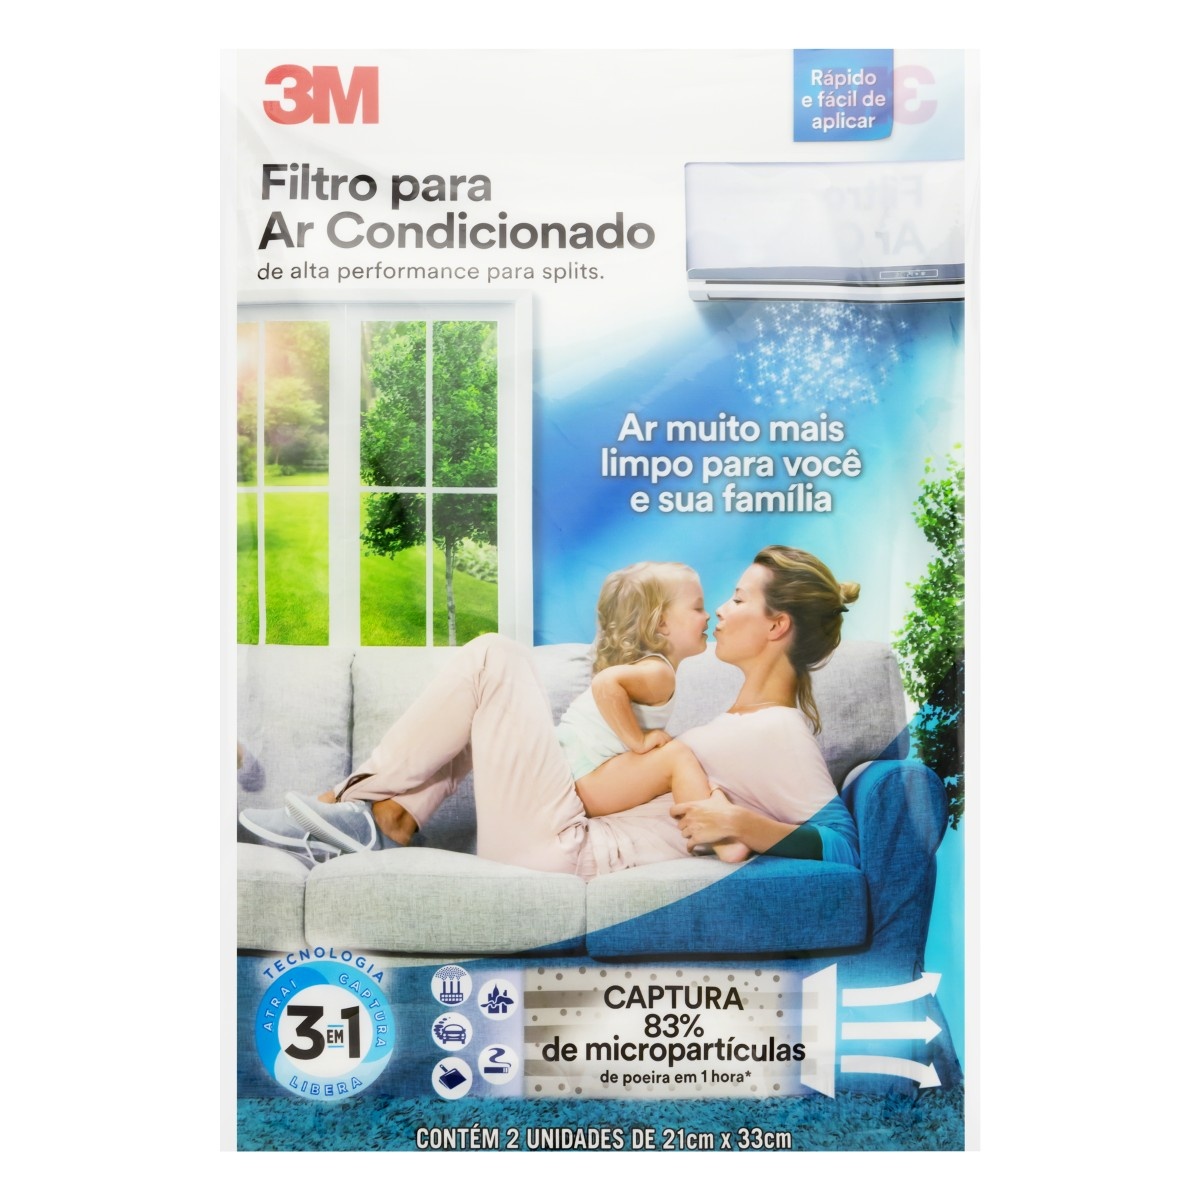 3M
Rápido
e fácil de
aplicar
Filtro para
Ar Condicionado
de alta performance para splits.
Ar muito mais
limpo para você
e sua família
TECNOLOGIA
ATRAI
CAPTURA
3 EM 1
LIBERA
CAPTURA
83%
de micropartículas
de poeira em 1 hora*
CONTÉM 2 UNIDADES DE 21cm x 33cm